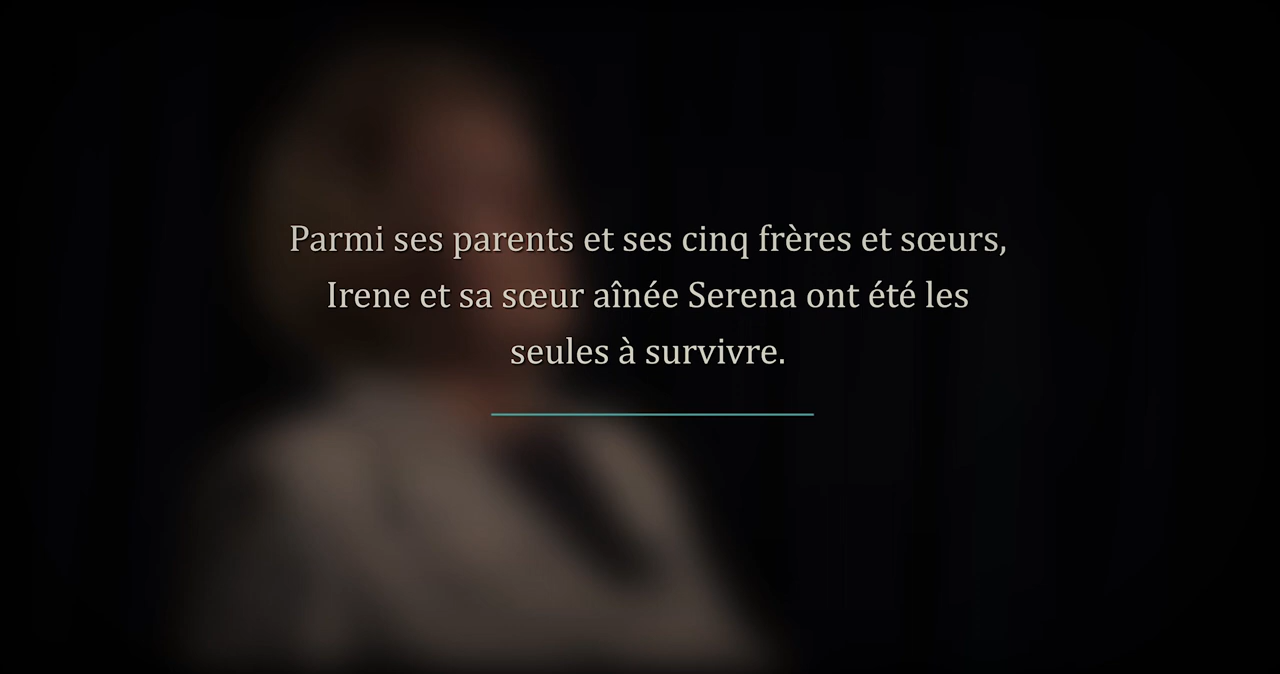 Parmi ses parents et ses cinq frères et sœurs,
Irene et sa sœur aînée Serena ont été les
seules à survivre.